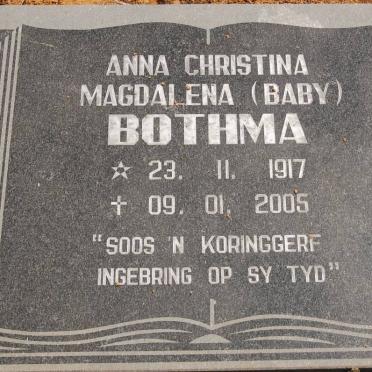 ANNA CHRISTINA
MAGDALENA (BABY)
BOTHMA
☆ 23. 11. 1917
✝ 09. 01. 2005
"SOOS 'N KORINGGERF
INGEBRING OP SY TYD"